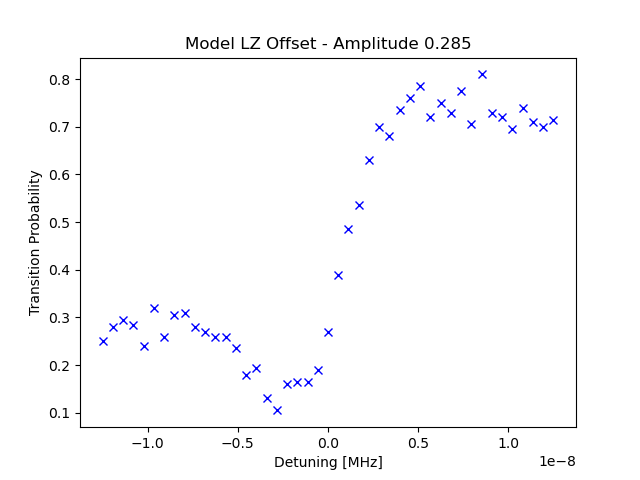 Model LZ Offset - Amplitude 0.285
Transition Probability
0.8
0.7
0.6
0.5
0.4
0.3
0.2
0.1
−1.0 −0.5 0.0 0.5 1.0
1e−8
Detuning [MHz]